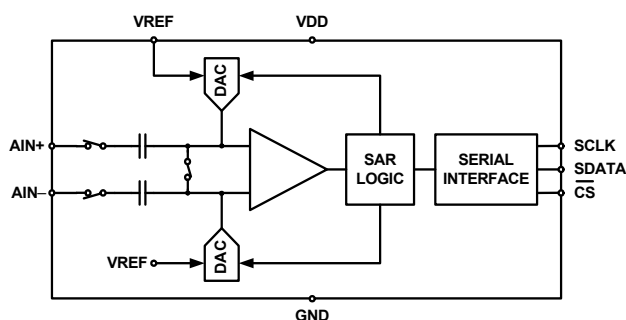 VREF
VDD
DAC
AIN+
AIN–
SAR
LOGIC
SERIAL
INTERFACE
SCLK
SDATA
CS
VREF
DAC
GND